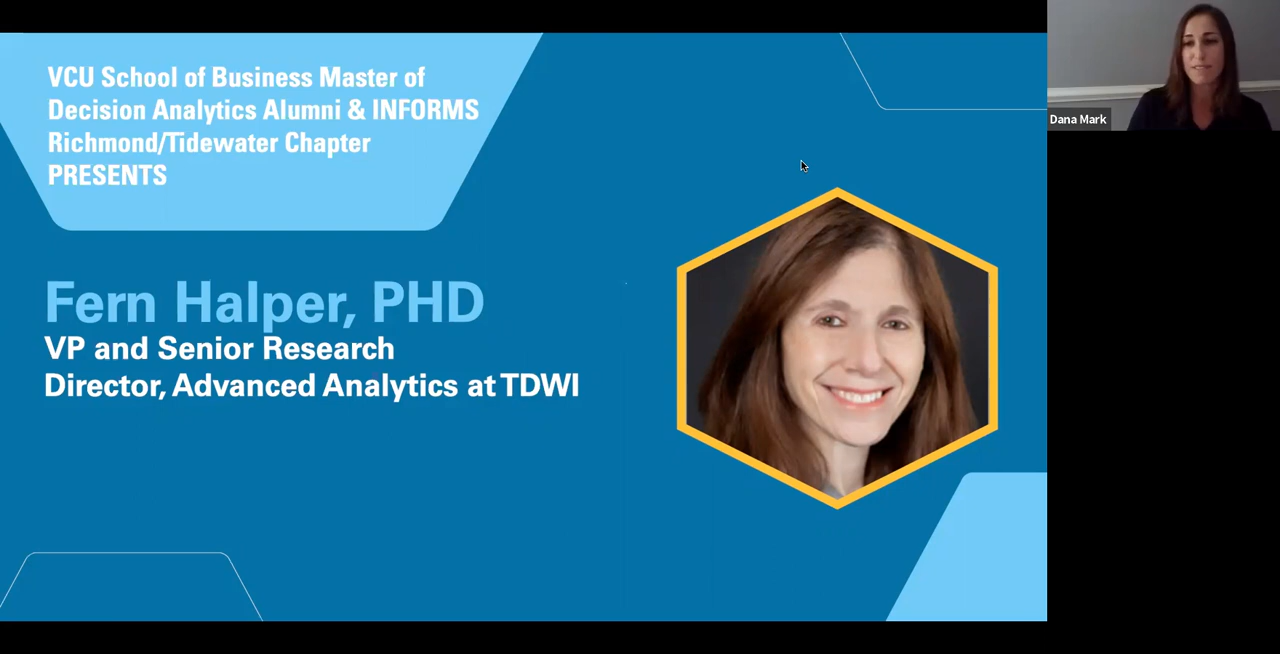 VCU School of Business Master of
Decision Analytics Alumni & INFORMS
Richmond/Tidewater Chapter
PRESENTS
Fern Halper, PHD
VP and Senior Research
Director, Advanced Analytics at TDWI
Dana Mark